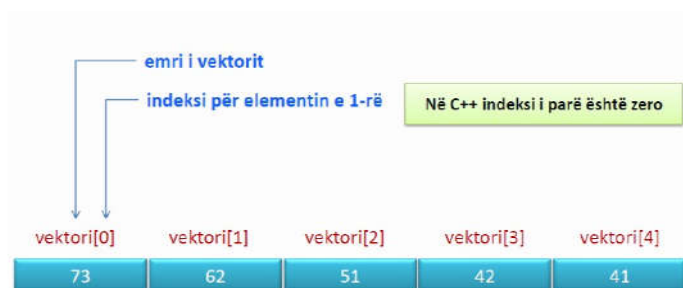 emri i vektorit
indeksi për elementin e 1-rë
Në C++ indeksi i parë është zero
vektori[0] vektori[1] vektori[2] vektori[3] vektori[4]
73 62 51 42 41